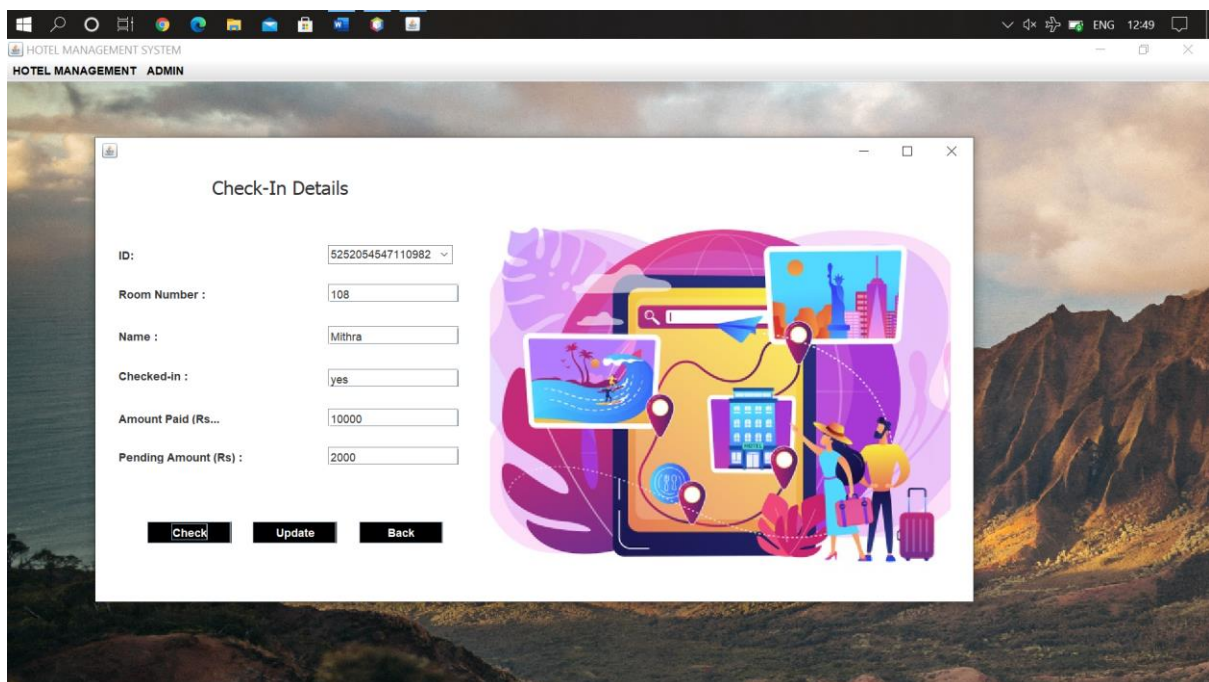 ENG 12:49
HOTEL MANAGEMENT SYSTEM
HOTEL MANAGEMENT ADMIN
Check-In Details
ID: 5252054547110982
Room Number : 108
Name : Mithra
Checked-in : yes
Amount Paid (Rs... 10000
Pending Amount (Rs) : 2000
Check Update Back
HOTEL